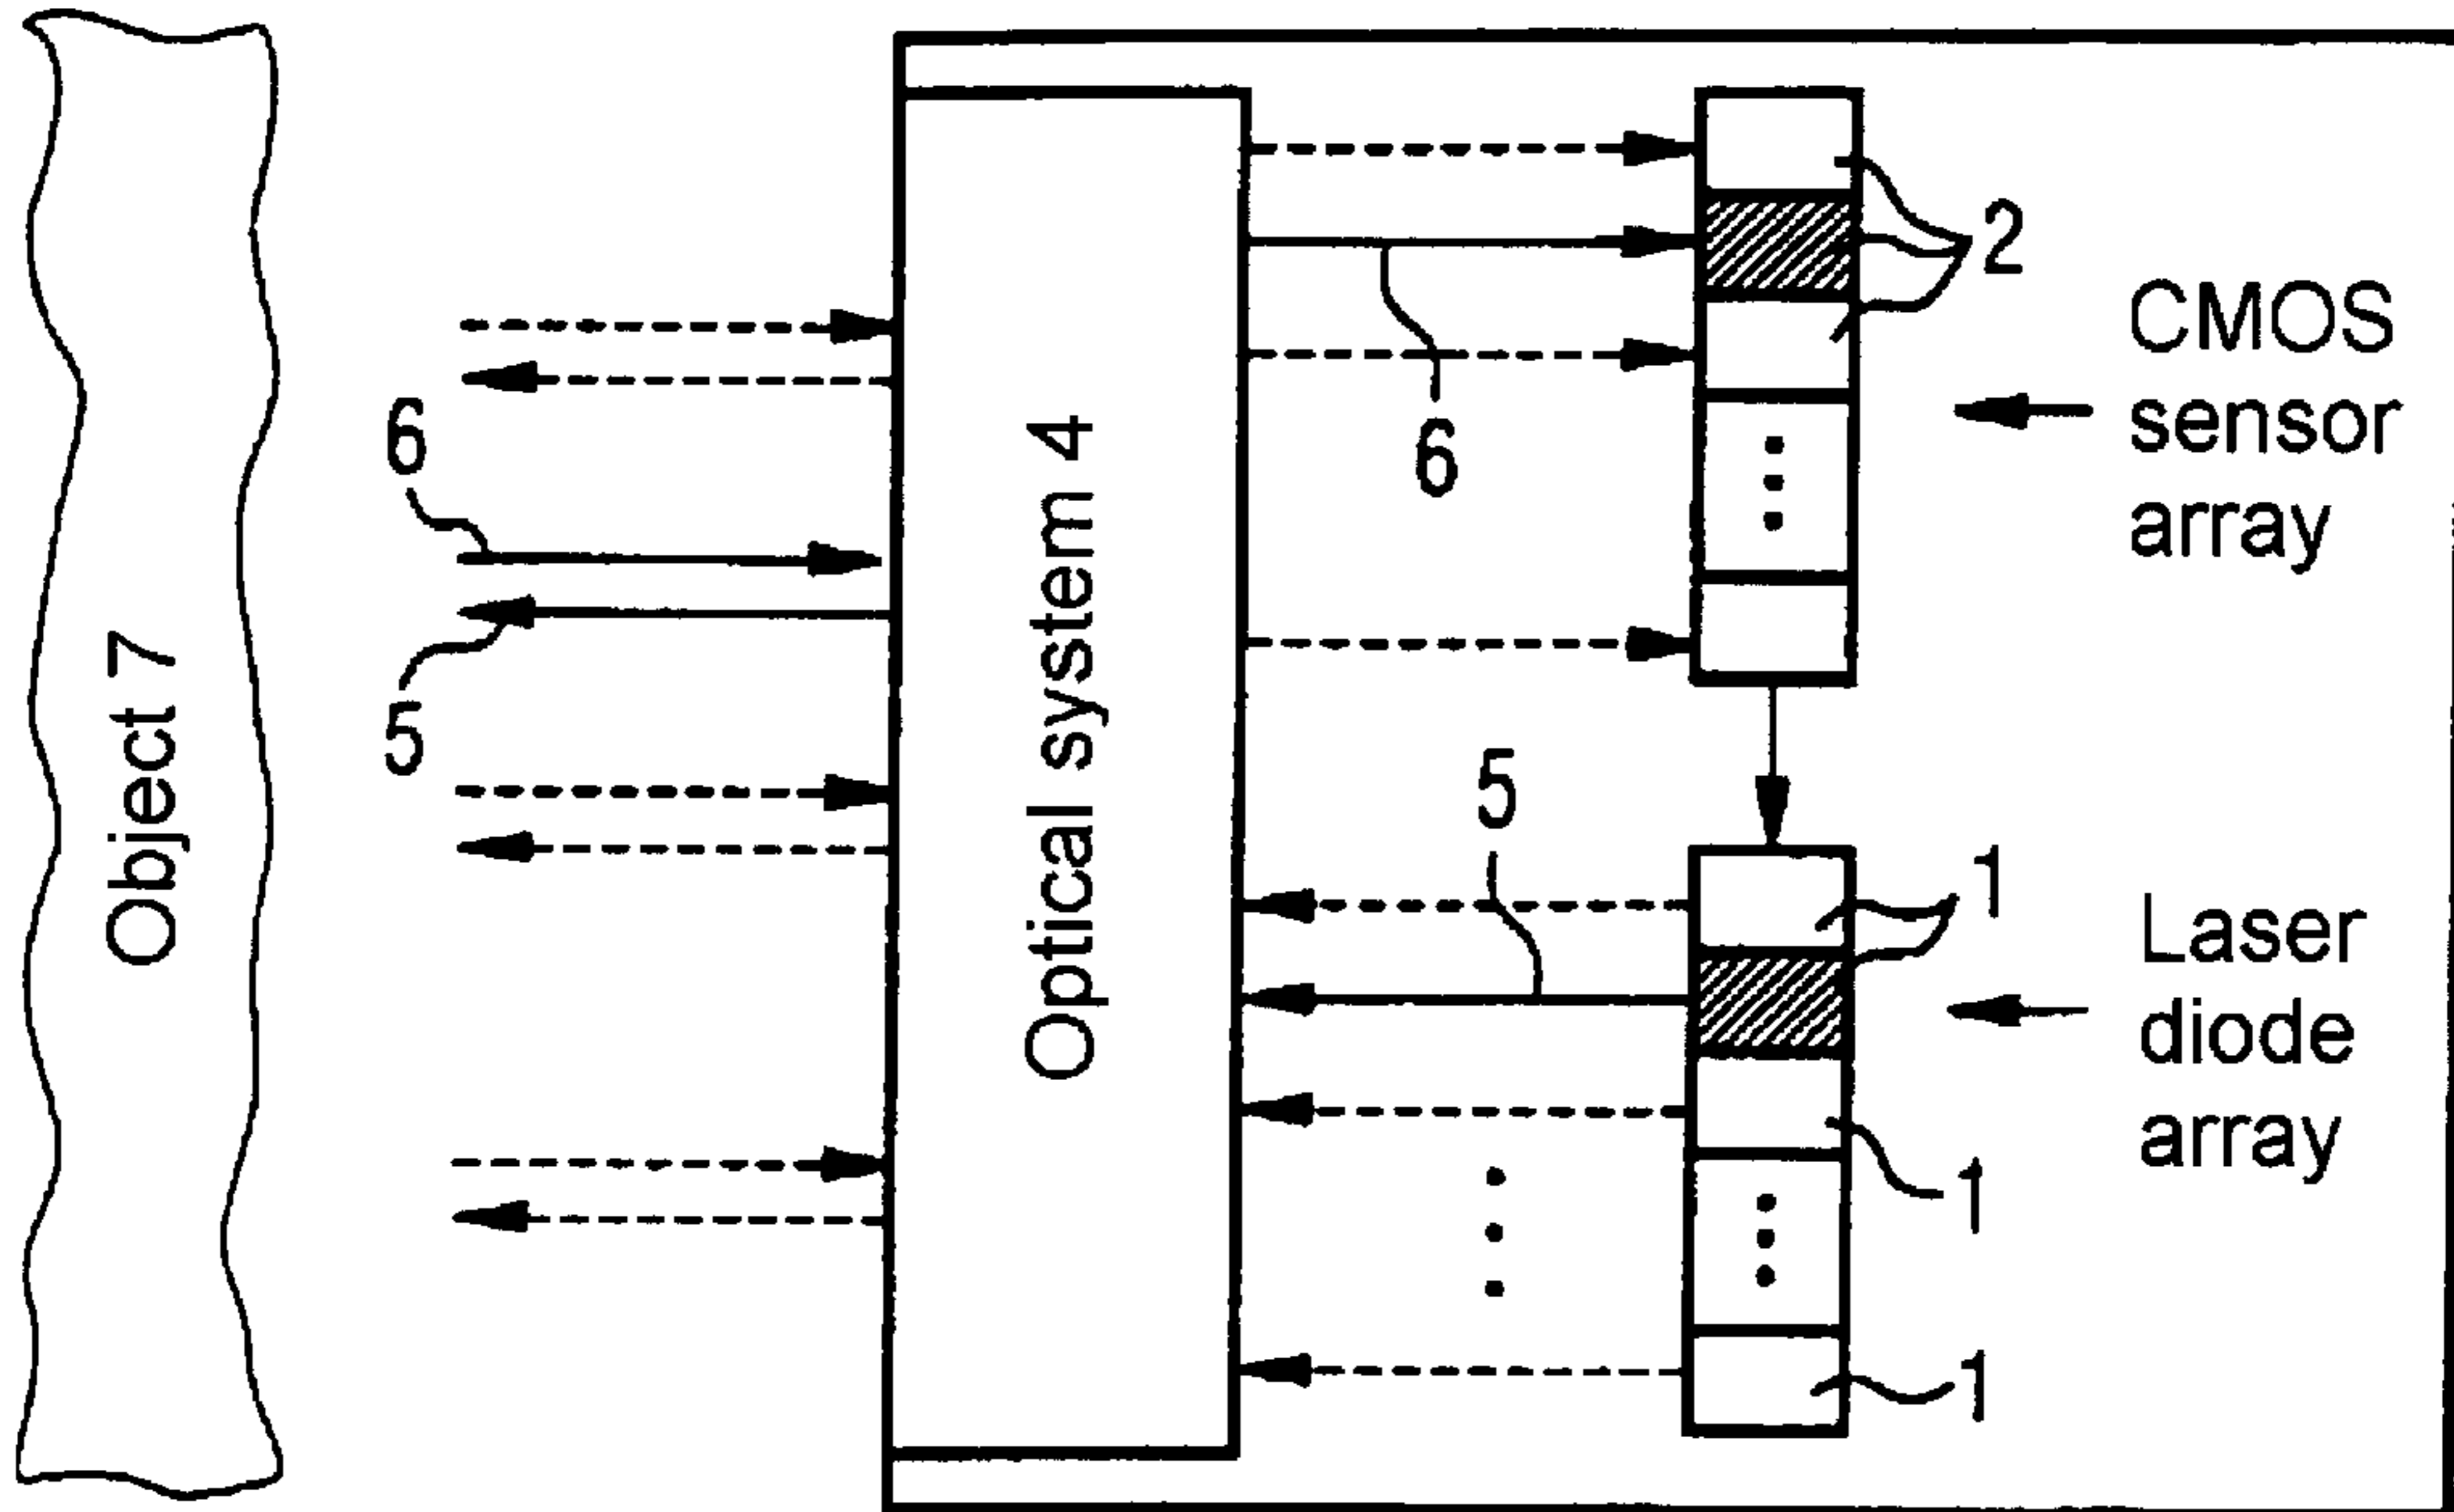 Object 7
6
5
Optical system 4
6
5
2
CMOS
sensor
array
1
Laser
diode
array
1
1